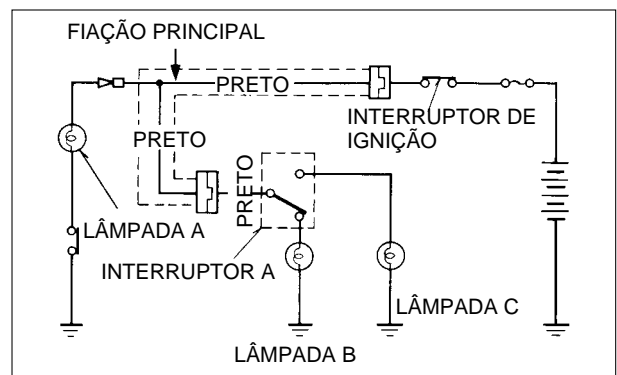 FIAÇÃO PRINCIPAL
PRETO
INTERRUPTOR DE
IGNIÇÃO
PRETO
PRETO
LÂMPADA A
INTERRUPTOR A
LÂMPADA C
LÂMPADA B